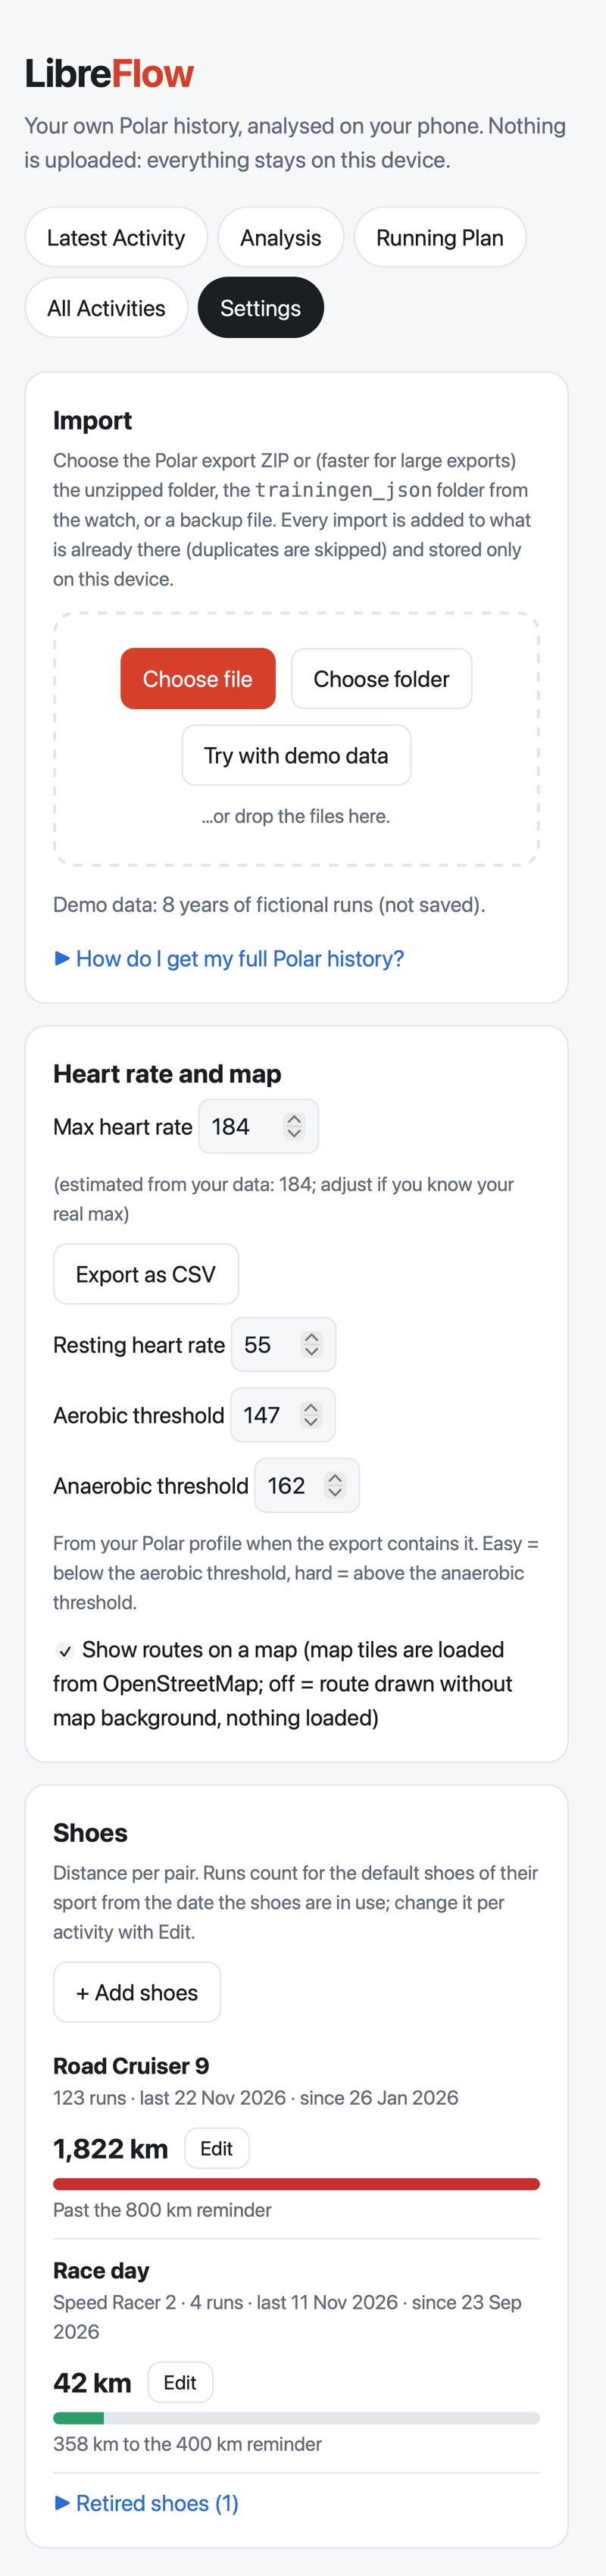 LibreFlow
Your own Polar history, analysed on your phone. Nothing
is uploaded: everything stays on this device.
Latest Activity
Analysis
Running Plan
All Activities
Settings
Import
Choose the Polar export ZIP or (faster for large exports)
the unzipped folder, the trainingen_json folder from
the watch, or a backup file. Every import is added to what
is already there (duplicates are skipped) and stored only
on this device.
Choose file
Choose folder
Try with demo data
...or drop the files here.
Demo data: 8 years of fictional runs (not saved).
How do I get my full Polar history?
Heart rate and map
Max heart rate 184
(estimated from your data: 184; adjust if you know your
real max)
Export as CSV
Resting heart rate 55
Aerobic threshold 147
Anaerobic threshold 162
From your Polar profile when the export contains it. Easy =
below the aerobic threshold, hard = above the anaerobic
threshold.
Show routes on a map (map tiles are loaded
from OpenStreetMap; off = route drawn without
map background, nothing loaded)
Shoes
Distance per pair. Runs count for the default shoes of their
sport from the date the shoes are in use; change it per
activity with Edit.
+ Add shoes
Road Cruiser 9
123 runs · last 22 Nov 2026 · since 26 Jan 2026
1,822 km Edit
Past the 800 km reminder
Race day
Speed Racer 2 · 4 runs · last 11 Nov 2026 · since 23 Sep
2026
42 km Edit
358 km to the 400 km reminder
Retired shoes (1)